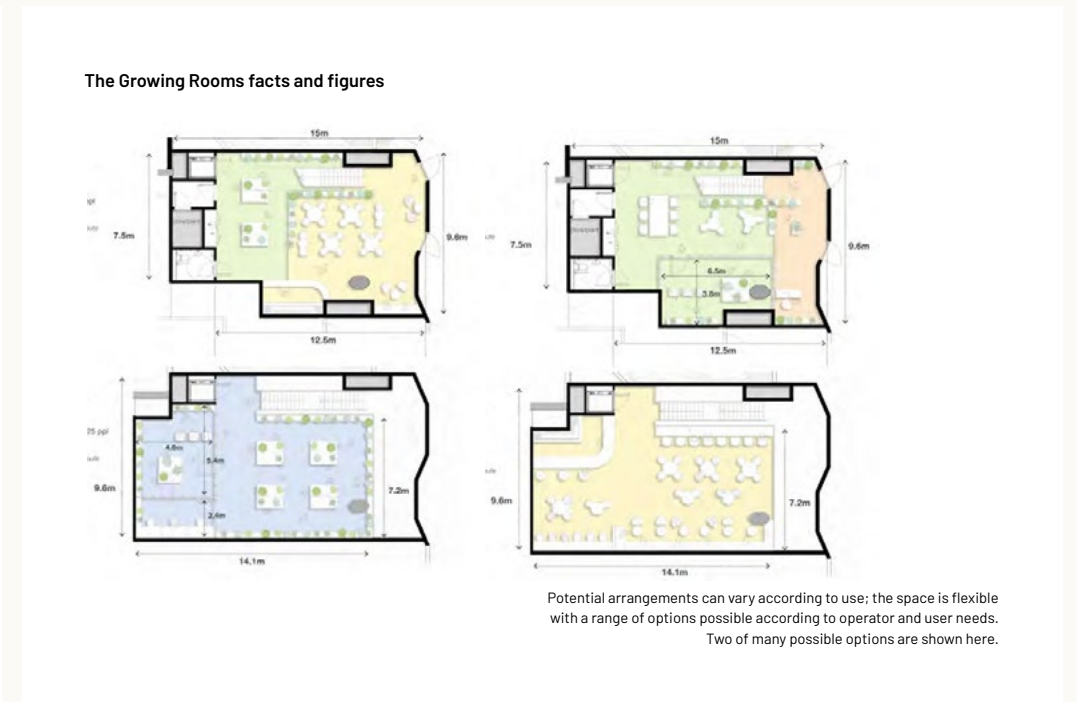 The Growing Rooms facts and figures
15m
7.5m
9.6m
12.5m
15m
7.5m
6.5m
3.8m
9.6m
12.5m
25 ppl
4.6m
5.4m
9.6m
2.4m
7.2m
14.1m
9.6m
7.2m
14.1m
Potential arrangements can vary according to use; the space is flexible
with a range of options possible according to operator and user needs.
Two of many possible options are shown here.